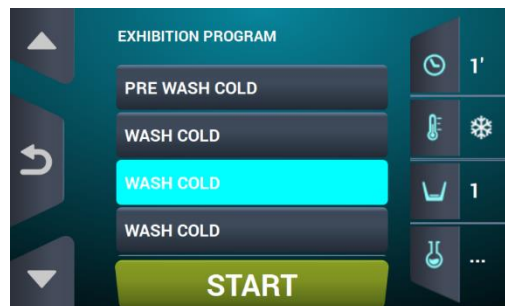 EXHIBITION PROGRAM
1'
PRE WASH COLD
WASH COLD
WASH COLD
1
WASH COLD
START
...